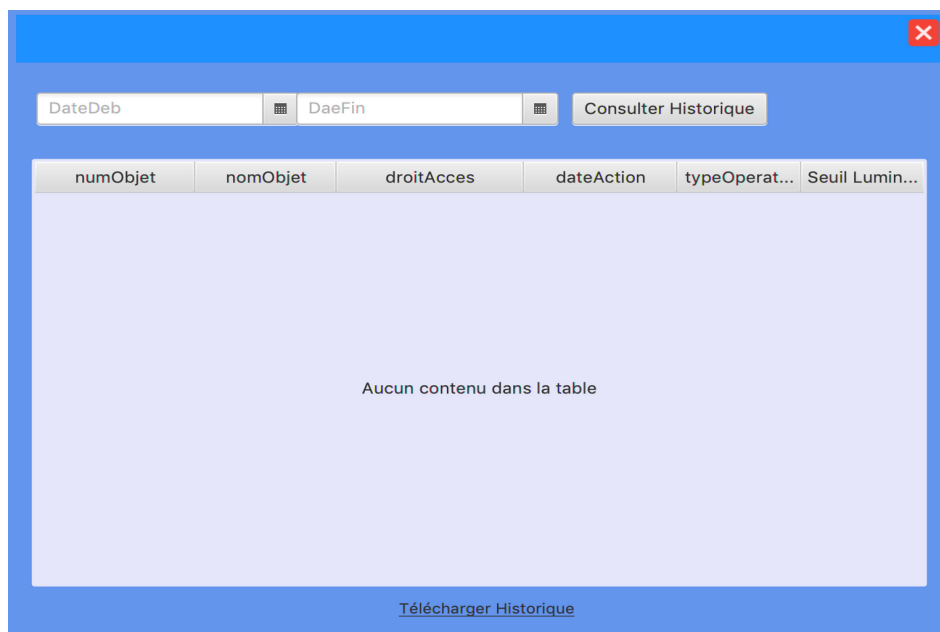 DateDeb DaeFin Consulter Historique
numObjet nomObjet droitAcces dateAction typeOperat... Seuil Lumin...
Aucun contenu dans la table
Télécharger Historique